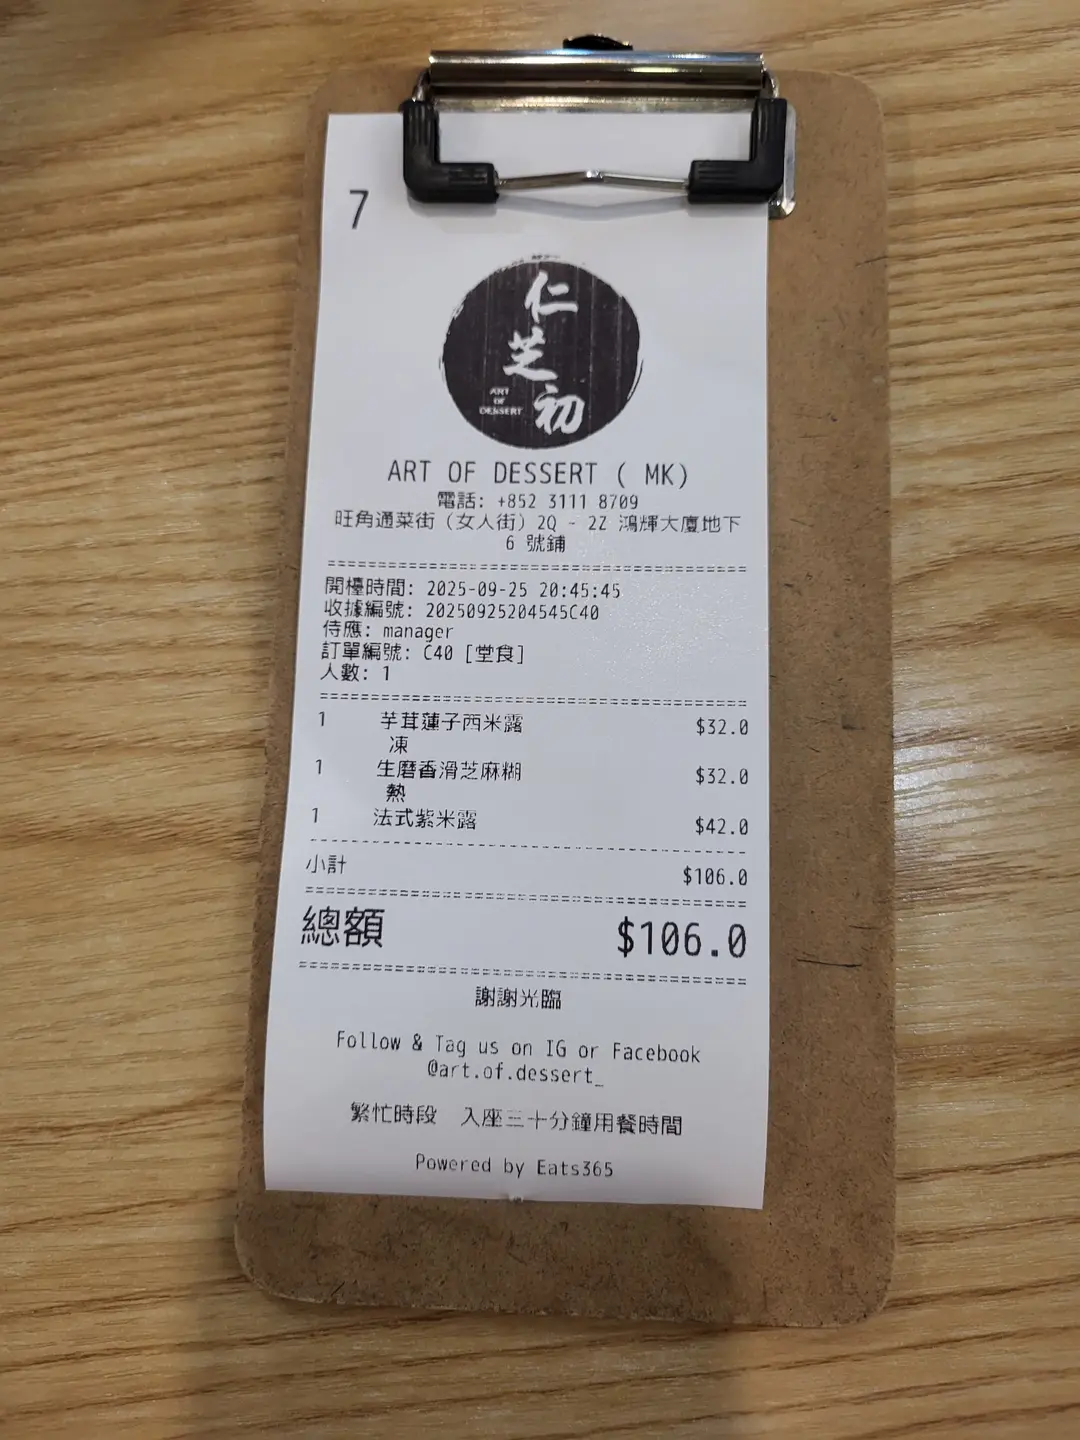 7
仁芝初
ART
OF
DESSERT
ART OF DESSERT ( MK)
電話: +852 3111 8709
旺角通菜街 (女人街) 2Q - 2Z 鴻輝大廈地下
6 號鋪
開檯時間: 2025-09-25 20:45:45
收據編號: 20250925204545C40
侍應: manager
訂單編號: C40 [堂食]
人數: 1
1 芋茸蓮子西米露 $32.0
凍
1 生磨香滑芝麻糊 $32.0
熱
1 法式紫米露 $42.0
小計 $106.0
總額 $106.0
謝謝光臨
Follow & Tag us on IG or Facebook
@art.of.dessert_
繁忙時段 入座三十分鐘用餐時間
Powered by Eats365